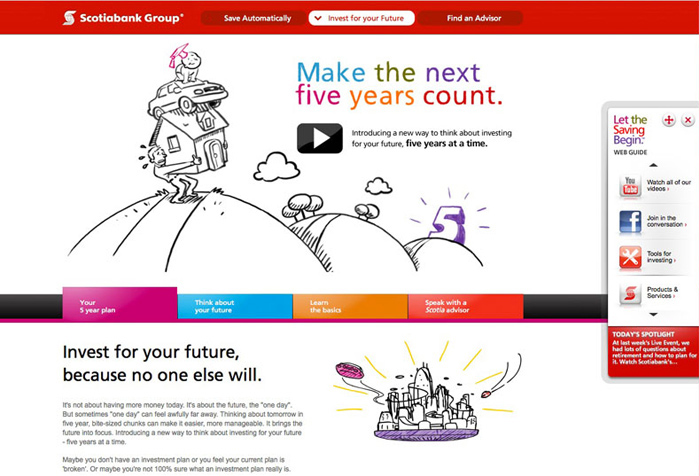 Scotiabank Group®
Save Automatically
Invest for your Future
Find an Advisor
Make the next
five years count.
Introducing a new way to think about investing
for your future, five years at a time.
5
Let the
Saving
Begin.
WEB GUIDE
You
Tube
Watch all of our
videos ›
f
Join in the
conversation ›
Tools for
investing ›
Products &
Services ›
TODAY'S SPOTLIGHT
At last week's Live Event, we
had lots of questions about
retirement and how to plan for
it. Watch Scotiabank's...
Your
5 year plan
Think about
your future
Learn
the basics
Speak with a
Scotia advisor
Invest for your future,
because no one else will.
It's not about having more money today. It's about the future, the "one day".
But sometimes "one day" can feel awfully far away. Thinking about tomorrow in
five year, bite-sized chunks can make it easier, more manageable. It brings the
future into focus. Introducing a new way to think about investing for your future
- five years at a time.
Maybe you don't have an investment plan or you feel your current plan is
'broken'. Or maybe you're not 100% sure what an investment plan really is.